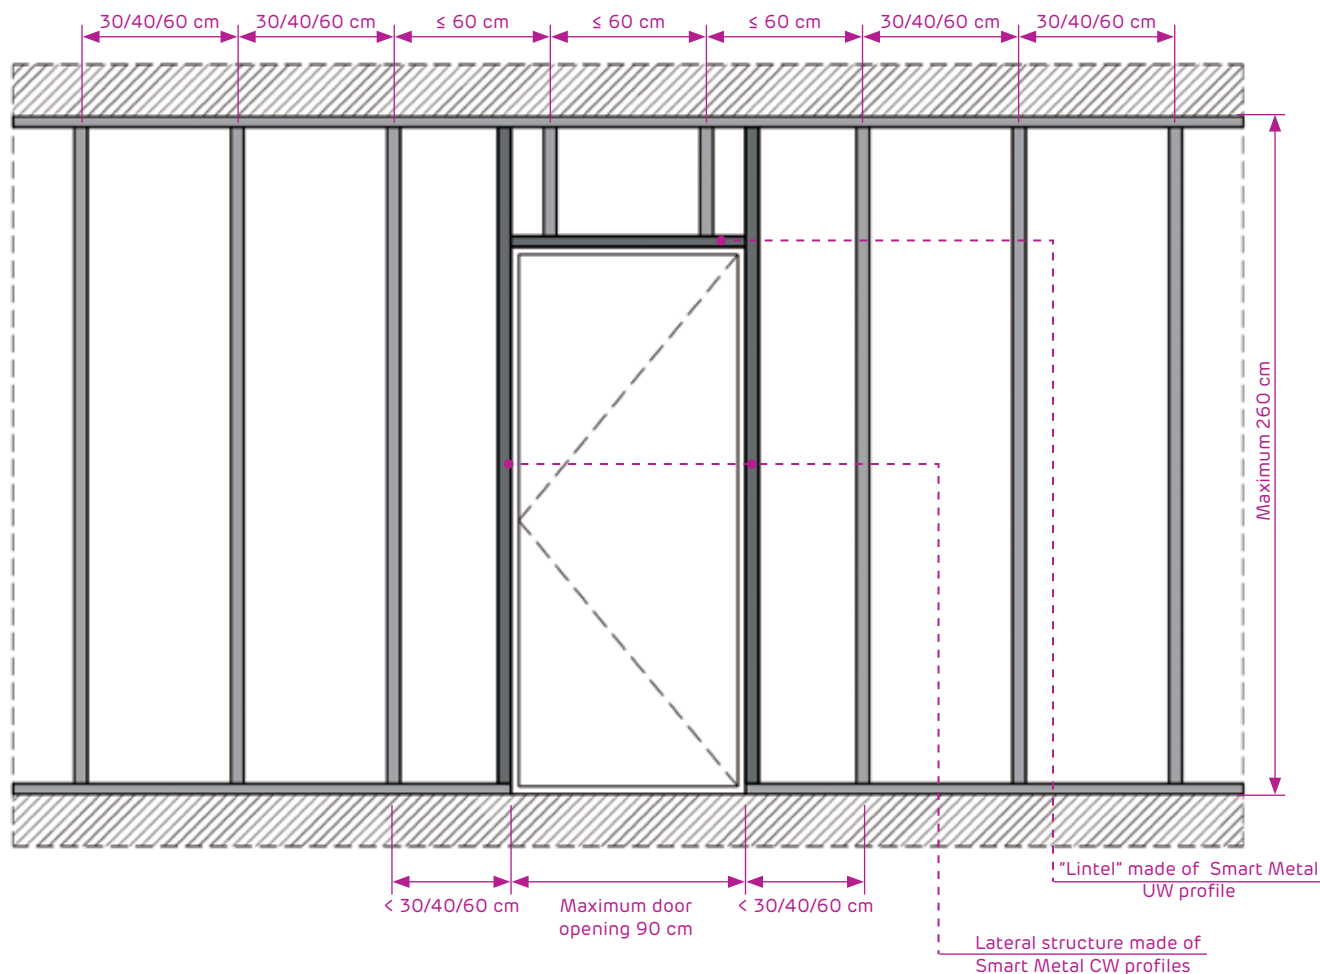 30/40/60 cm
30/40/60 cm
≤ 60 cm
≤ 60 cm
≤ 60 cm
30/40/60 cm
30/40/60 cm
Maximum 260 cm
< 30/40/60 cm
Maximum door
opening 90 cm
< 30/40/60 cm
"Lintel" made of Smart Metal
UW profile
Lateral structure made of
Smart Metal CW profiles